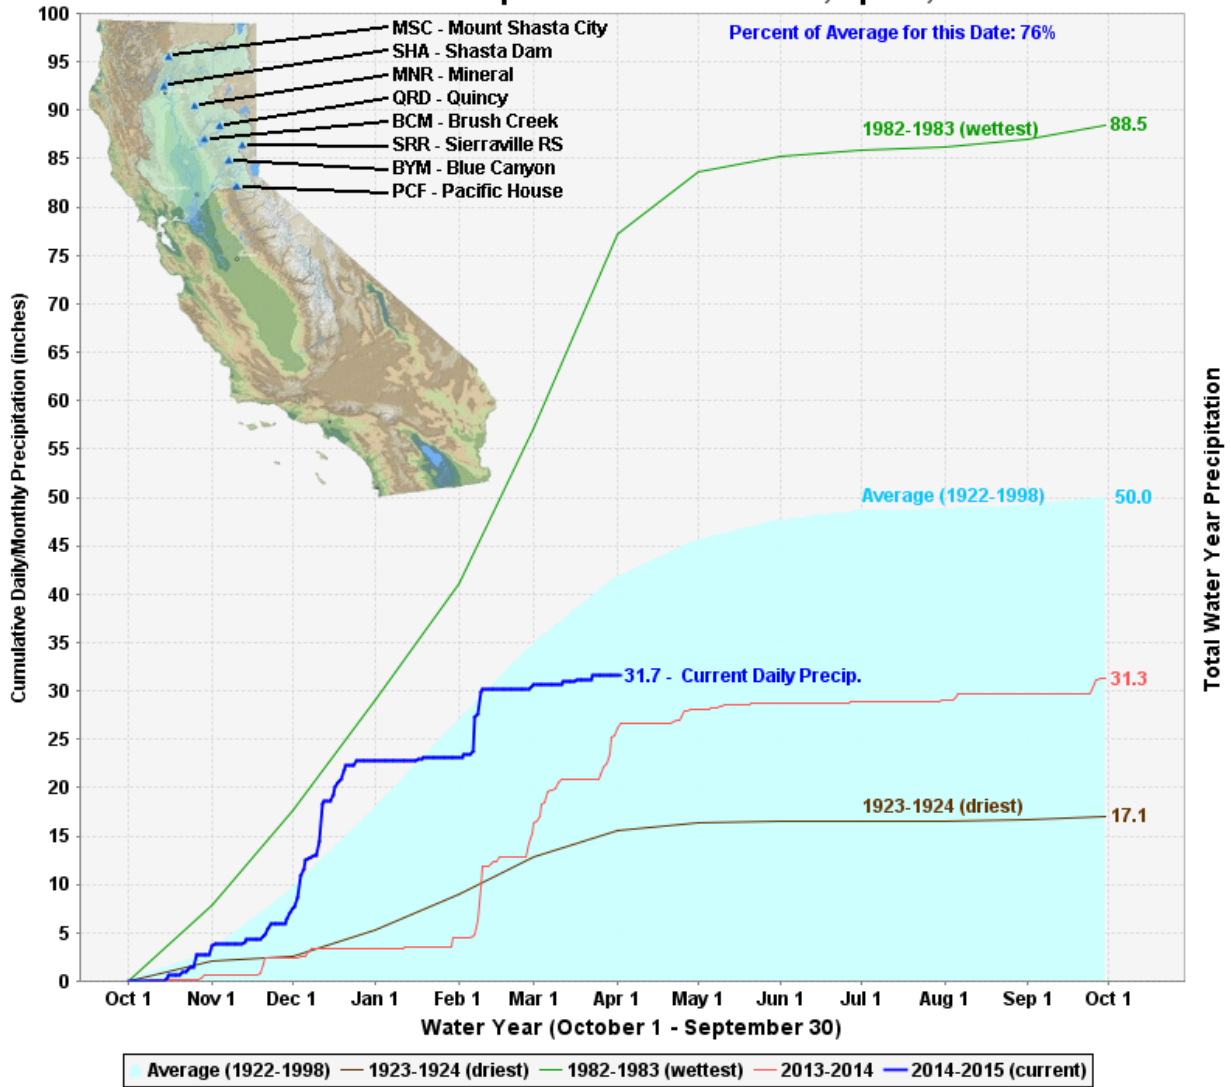 Percent of Average for this Date: 76%
MSC - Mount Shasta City
SHA - Shasta Dam
MNR - Mineral
QRD - Quincy
BCM - Brush Creek
SRR - Sierraville RS
BYM - Blue Canyon
PCF - Pacific House
100
95
90
85
80
75
70
65
60
55
50
45
40
35
30
25
20
15
10
5
0
Cumulative Daily/Monthly Precipitation (inches)
1982-1983 (wettest)
88.5
Average (1922-1998)
50.0
31.7 - Current Daily Precip.
31.3
1923-1924 (driest)
17.1
Total Water Year Precipitation
Oct 1 Nov 1 Dec 1 Jan 1 Feb 1 Mar 1 Apr 1 May 1 Jun 1 Jul 1 Aug 1 Sep 1 Oct 1
Water Year (October 1 - September 30)
Average (1922-1998) 1923-1924 (driest) 1982-1983 (wettest) 2013-2014 2014-2015 (current)